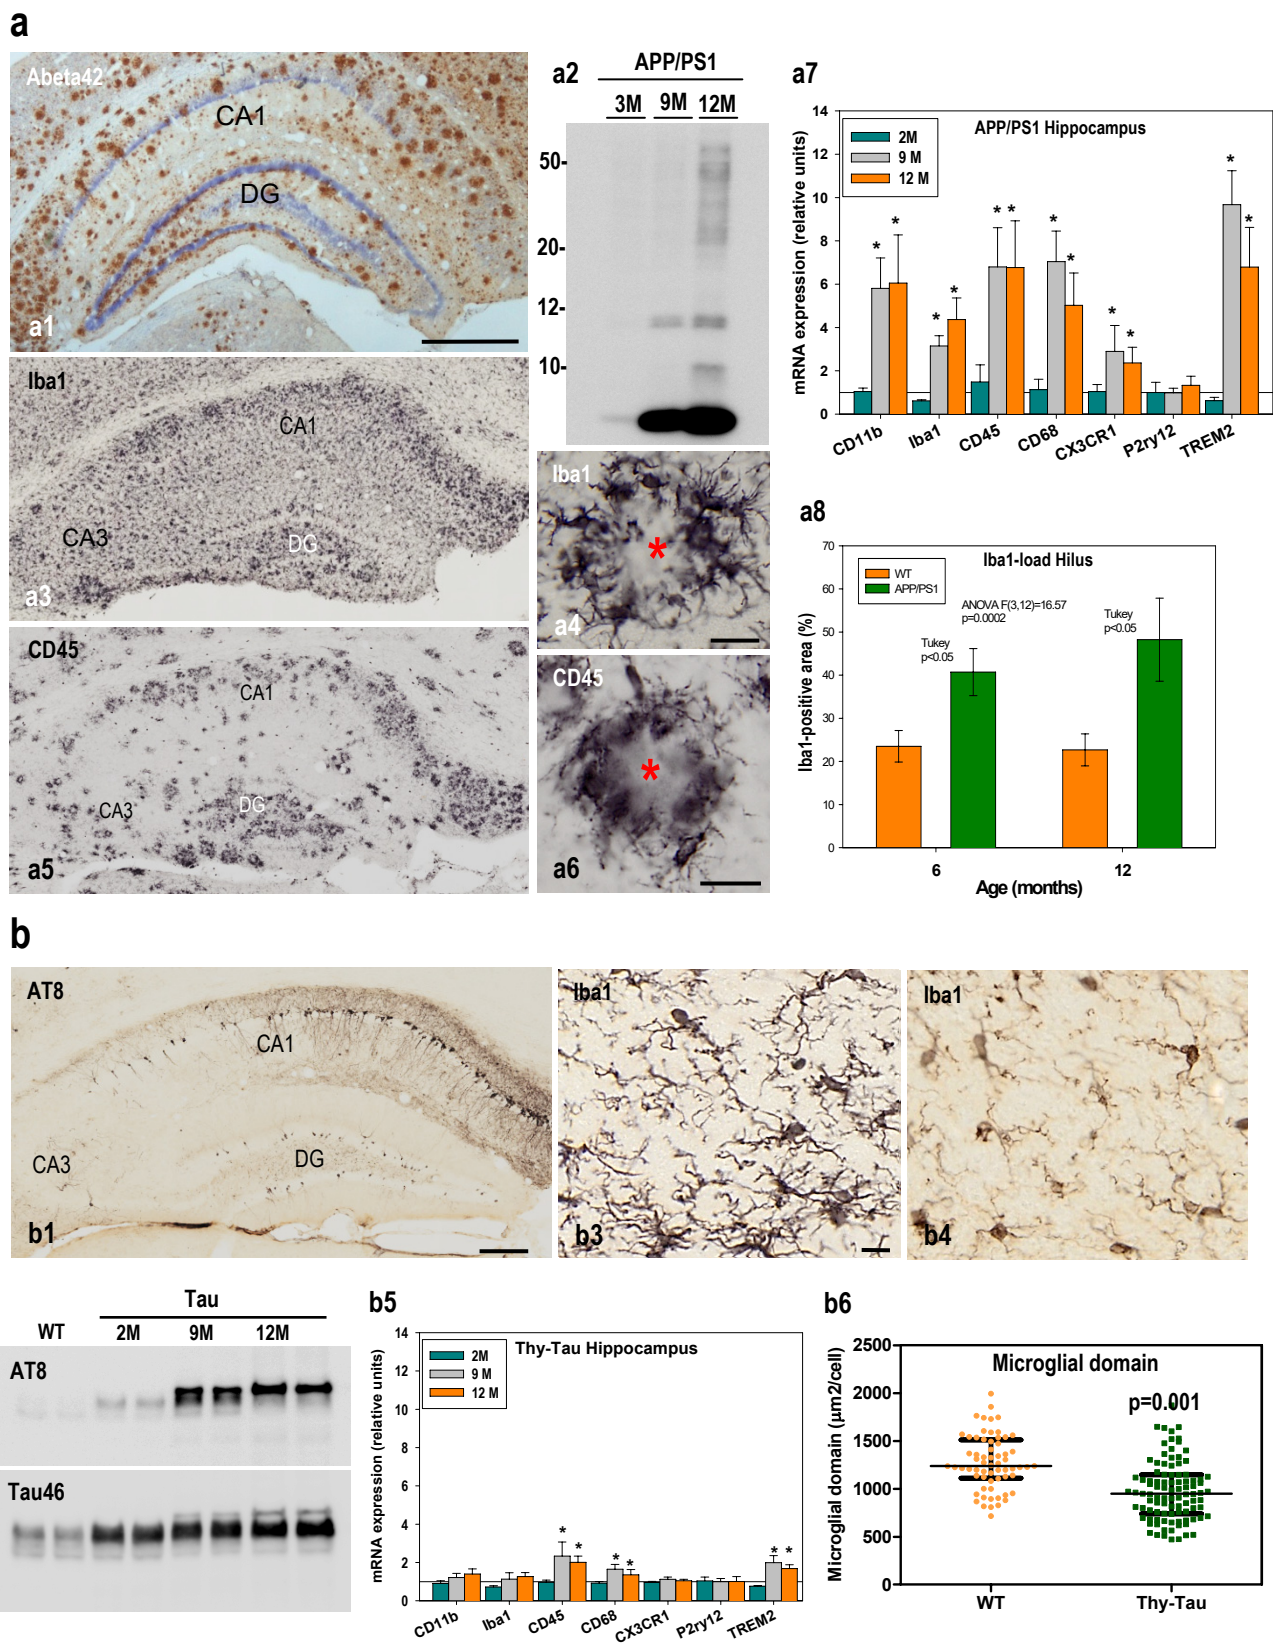 a
Abeta42
CA1
DG
a1
a2
APP/PS1
3M 9M 12M
50-
20-
12-
10-
a7
APP/PS1 Hippocampus
2M
9 M
12 M
mRNA expression (relative units)
14
12
10
8
6
4
2
0
* * * * * * * * * * * *
CD11b Iba1 CD45 CD68 CX3CR1 P2ry12 TREM2
Iba1
CA1
CA3
DG
a3
Iba1
*
a4
CD45
CA1
CA3
DG
a5
CD45
*
a6
a8
Iba1-load Hilus
WT
APP/PS1
ANOVA F(3,12)=16.57
p=0.0002
Tukey
p<0.05
Tukey
p<0.05
Iba1-positive area (%)
70
60
50
40
30
20
10
0
6 12
Age (months)
b
AT8
CA1
CA3
DG
b1
Iba1
b3
Iba1
b4
Tau
WT 2M 9M 12M
AT8
Tau46
b5
Thy-Tau Hippocampus
2M
9 M
12 M
mRNA expression (relative units)
14
12
10
8
6
4
2
0
* * * * * *
CD11b Iba1 CD45 CD68 CX3CR1 P2ry12 TREM2
b6
Microglial domain
p=0.001
Microglial domain (µm2/cell)
2500
2000
1500
1000
500
0
WT Thy-Tau